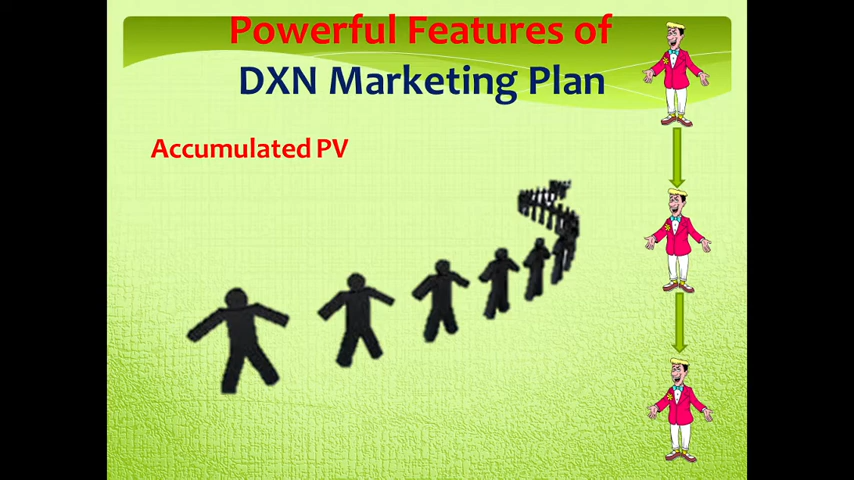 Powerful Features of
DXN Marketing Plan
Accumulated PV